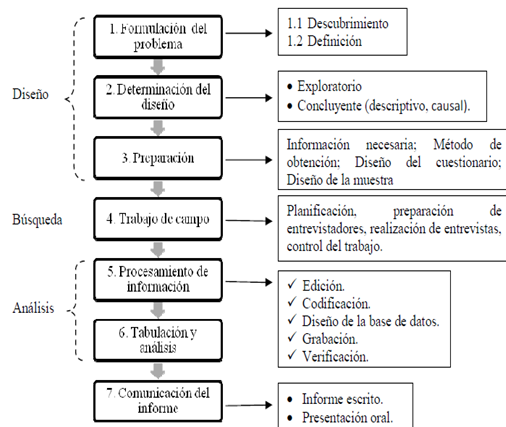 1. Formulación del
problema
1.1 Descubrimiento
1.2 Definición
Diseño
2. Determinación del
diseño
• Exploratorio
• Concluyente (descriptivo, causal).
3. Preparación
Información necesaria; Método de
obtención; Diseño del cuestionario;
Diseño de la muestra
Búsqueda
4. Trabajo de campo
Planificación, preparación de
entrevistadores, realización de entrevistas,
control del trabajo.
Análisis
5. Procesamiento de
información
✓ Edición.
✓ Codificación.
✓ Diseño de la base de datos.
✓ Grabación.
✓ Verificación.
6. Tabulación y
análisis
7. Comunicación del
informe
• Informe escrito.
• Presentación oral.